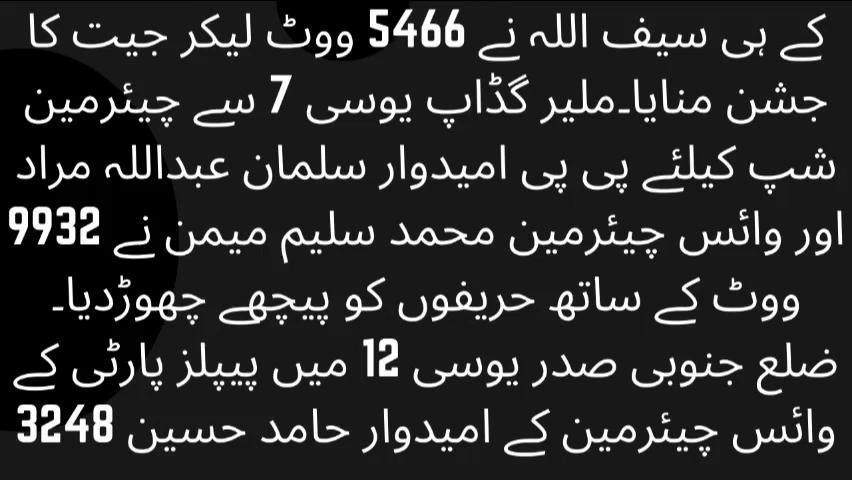 کے ہی سیف اللہ نے 5466 ووٹ لیکر جیت کا
جشن منایا۔ملیر گڈاپ یوسی 7 سے چیئرمین
شپ کیلئے پی پی امیدوار سلمان عبداللہ مراد
اور وائس چیئرمین محمد سلیم میمن نے 9932
ووٹ کے ساتھ حریفوں کو پیچھے چھوڑدیا۔
ضلع جنوبی صدر یوسی 12 میں پیپلز پارٹی کے
وائس چیئرمین کے امیدوار حامد حسین 3248